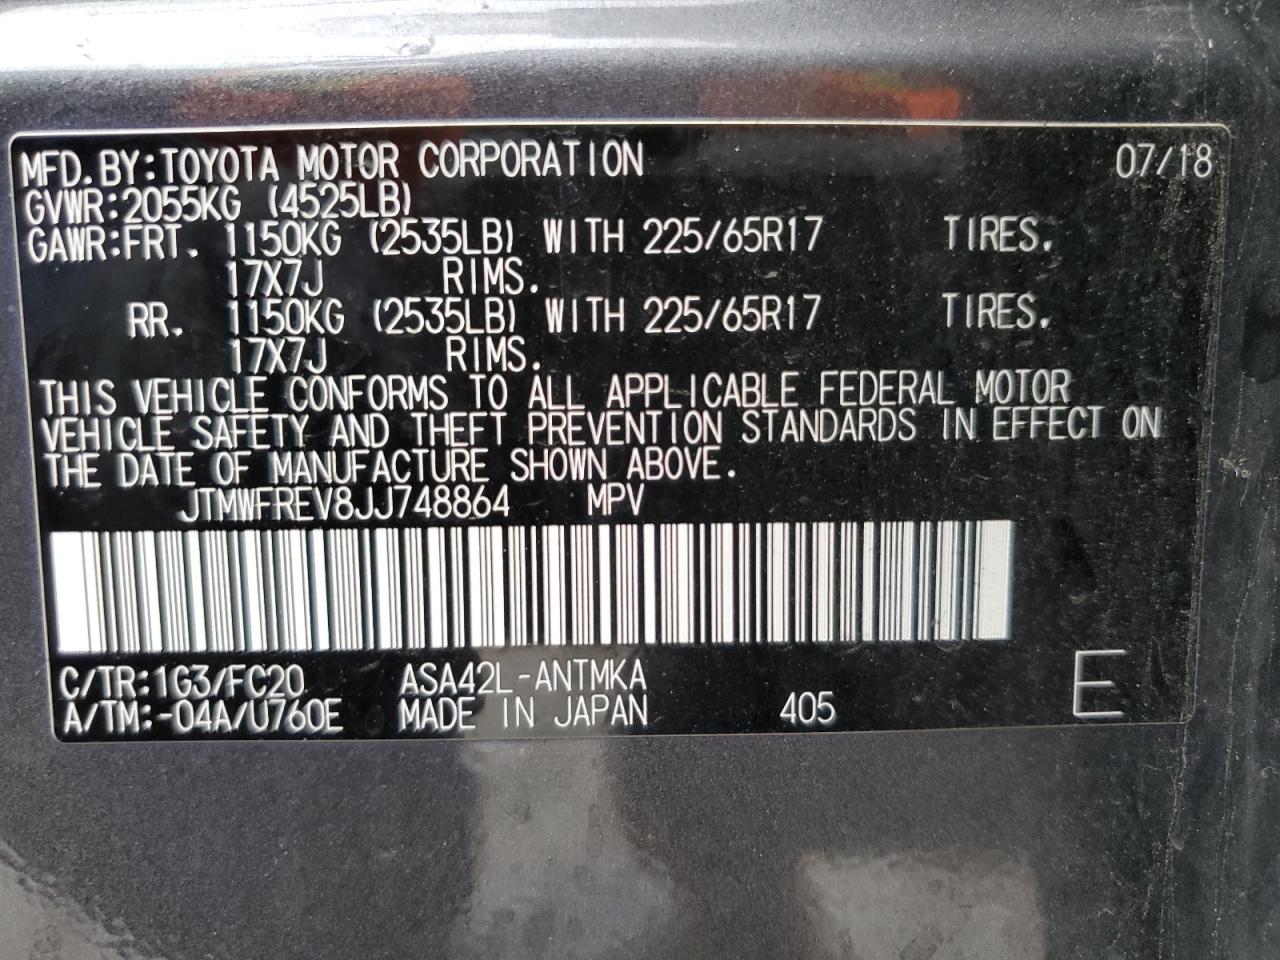 MFD. BY: TOYOTA MOTOR CORPORATION 07/18
GVWR: 2055KG (4525LB)
GAWR: FRT. 1150KG (2535LB) WITH 225/65R17 TIRES.
17X7J RIMS.
RR. 1150KG (2535LB) WITH 225/65R17 TIRES.
17X7J RIMS.
THIS VEHICLE CONFORMS TO ALL APPLICABLE FEDERAL MOTOR
VEHICLE SAFETY AND THEFT PREVENTION STANDARDS IN EFFECT ON
THE DATE OF MANUFACTURE SHOWN ABOVE.
JTMWFREV8JJ748864 MPV
C/TR: 1G3/FC20 ASA42L-ANTMKA
A/TM: -04A/U760E MADE IN JAPAN 405 E